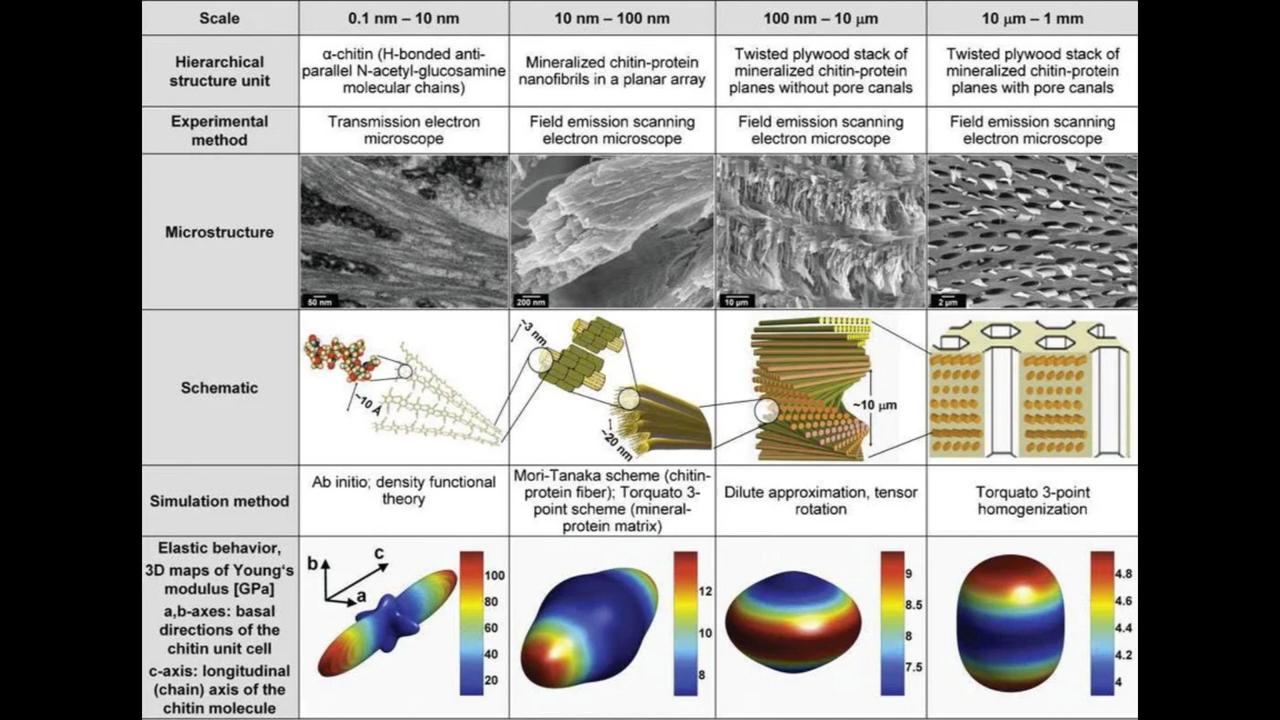 Scale
0.1 nm – 10 nm
10 nm – 100 nm
100 nm – 10 μm
10 μm – 1 mm
Hierarchical
structure unit
α-chitin (H-bonded anti-
parallel N-acetyl-glucosamine
molecular chains)
Mineralized chitin-protein
nanofibrils in a planar array
Twisted plywood stack of
mineralized chitin-protein
planes without pore canals
Twisted plywood stack of
mineralized chitin-protein
planes with pore canals
Experimental
method
Transmission electron
microscope
Field emission scanning
electron microscope
Field emission scanning
electron microscope
Field emission scanning
electron microscope
Microstructure
50 nm
200 nm
10 μm
2 μm
Schematic
~10 Å
~3 nm
~20 nm
~10 μm
Simulation method
Ab initio; density functional
theory
Mori-Tanaka scheme (chitin-
protein fiber); Torquato 3-
point scheme (mineral-
protein matrix)
Dilute approximation, tensor
rotation
Torquato 3-point
homogenization
Elastic behavior,
3D maps of Young's
modulus [GPa]
a,b-axes: basal
directions of the
chitin unit cell
c-axis: longitudinal
(chain) axis of the
chitin molecule
b
c
a
100
80
60
40
20
12
10
8
9
8.5
8
7.5
4.8
4.6
4.4
4.2
4